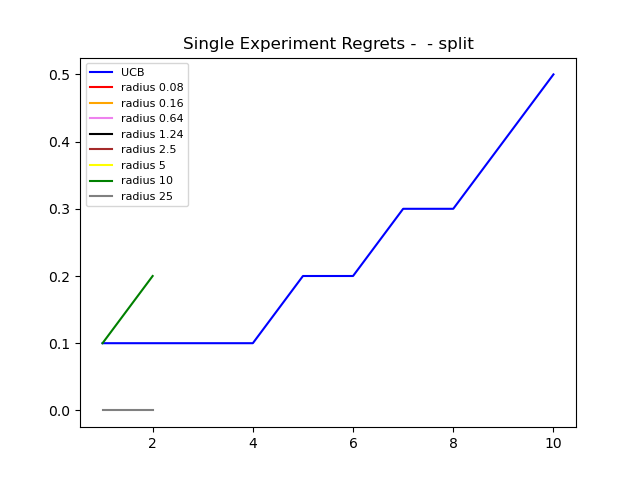 Single Experiment Regrets -  - split
UCB
radius 0.08
radius 0.16
radius 0.64
radius 1.24
radius 2.5
radius 5
radius 10
radius 25
0.5
0.4
0.3
0.2
0.1
0.0
2 4 6 8 10